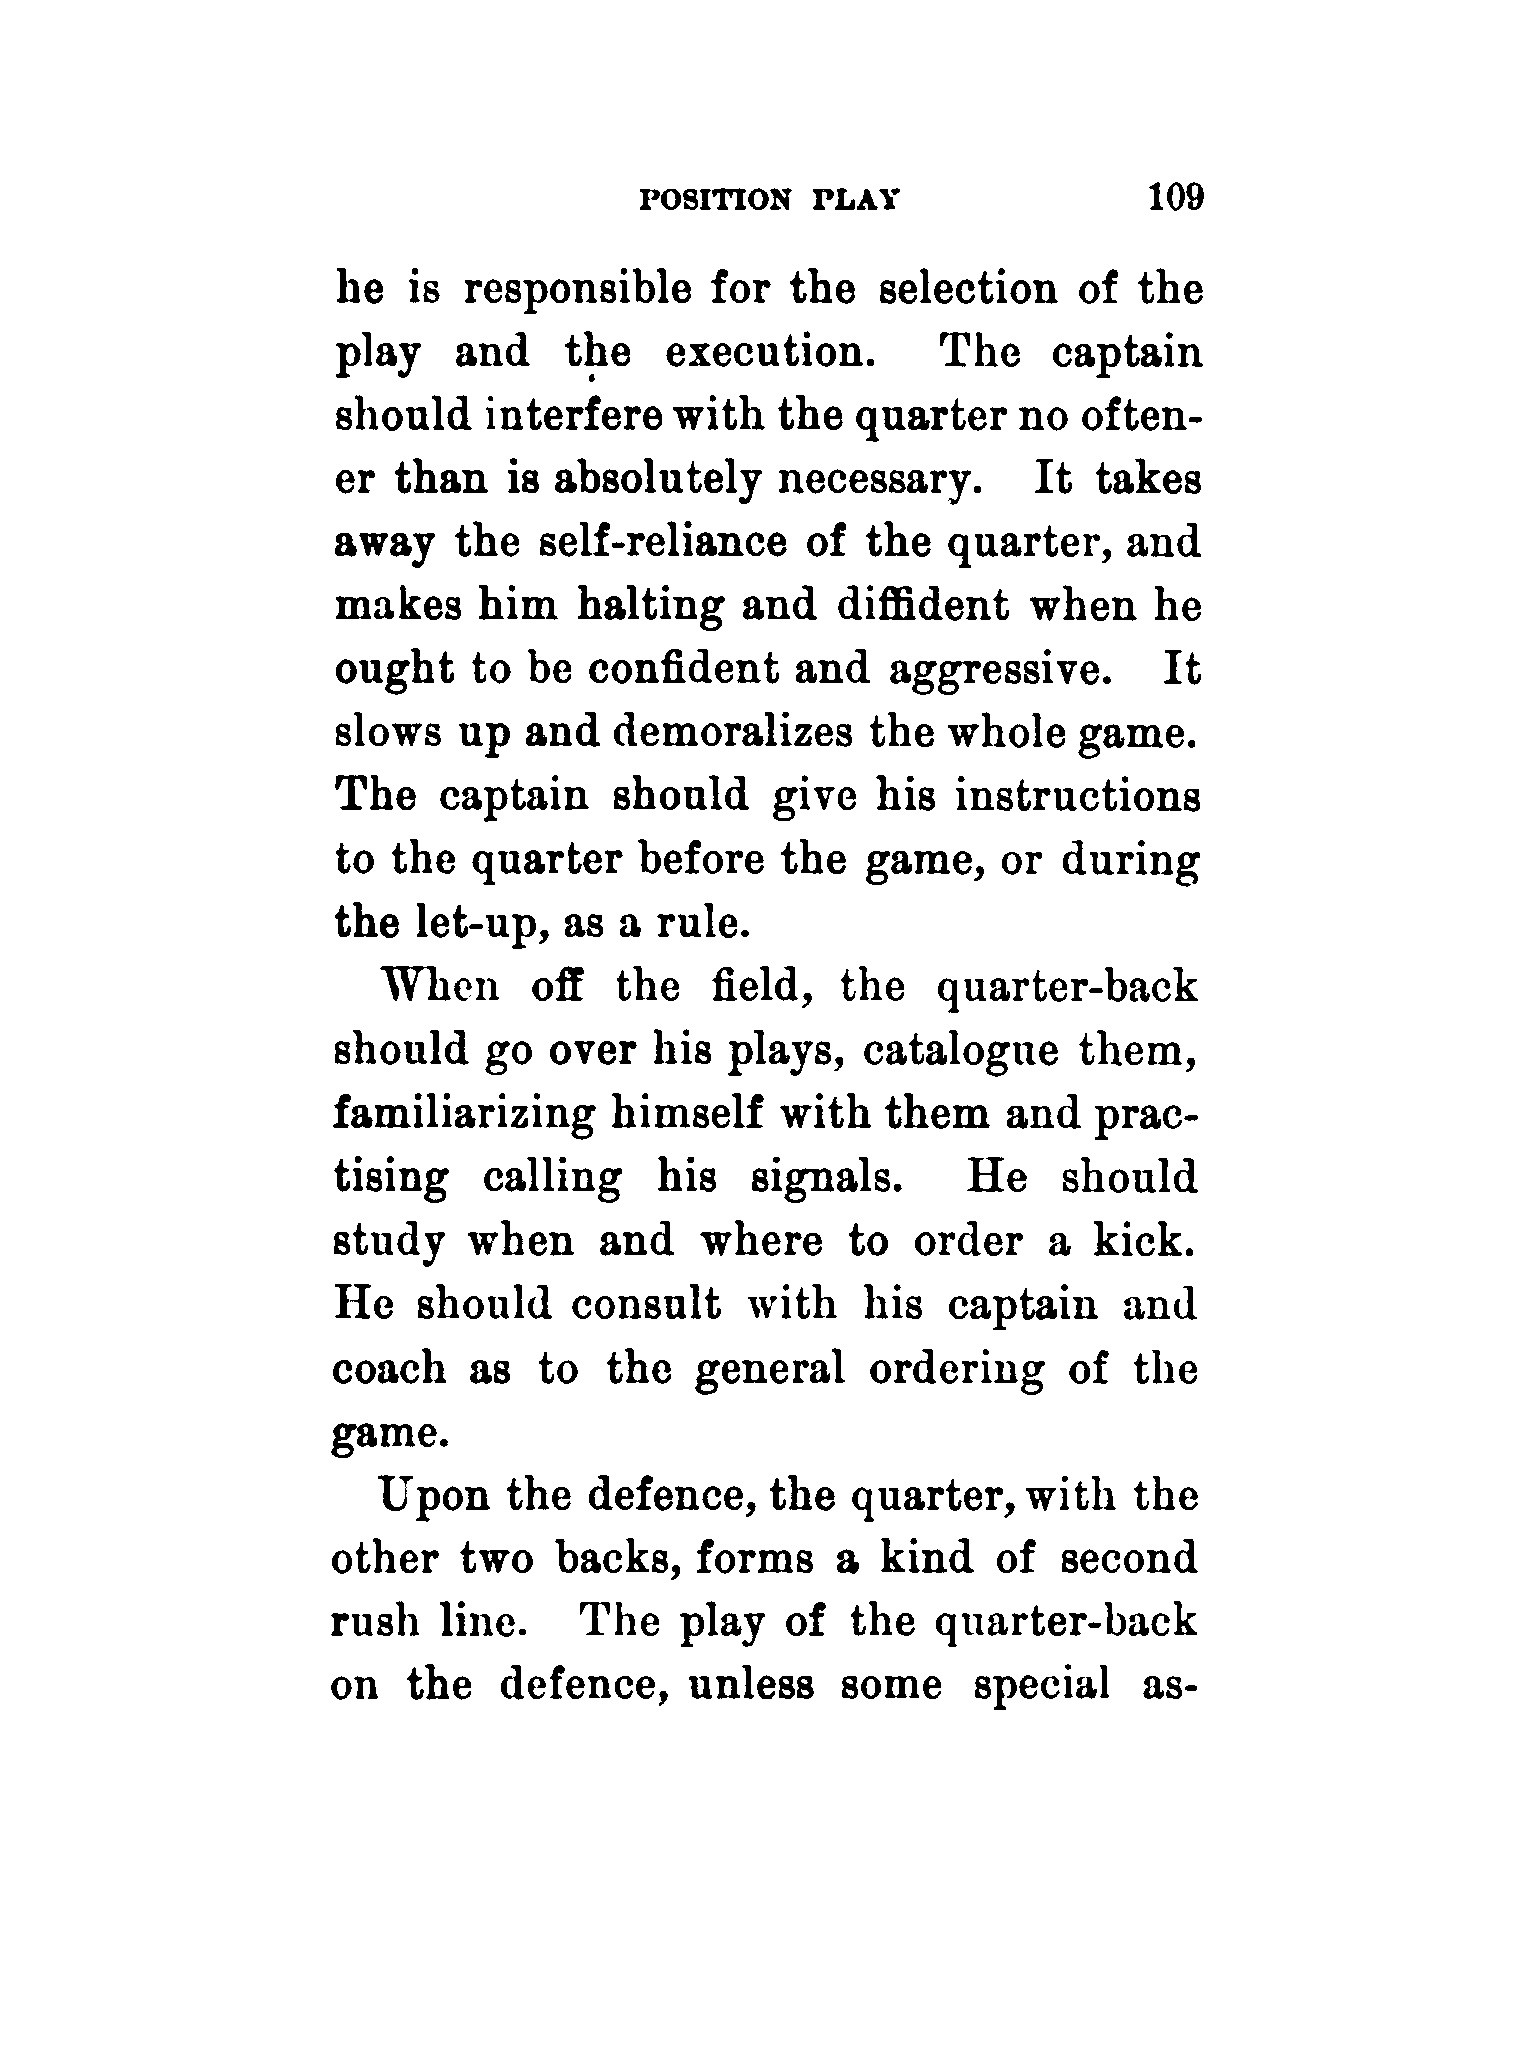 POSITION PLAY 109
he is responsible for the selection of the
play and the execution. The captain
should interfere with the quarter no often-
er than is absolutely necessary. It takes
away the self-reliance of the quarter, and
makes him halting and diffident when he
ought to be confident and aggressive. It
slows up and demoralizes the whole game.
The captain should give his instructions
to the quarter before the game, or during
the let-up, as a rule.
When off the field, the quarter-back
should go over his plays, catalogue them,
familiarizing himself with them and prac-
tising calling his signals. He should
study when and where to order a kick.
He should consult with his captain and
coach as to the general ordering of the
game.
Upon the defence, the quarter, with the
other two backs, forms a kind of second
rush line. The play of the quarter-back
on the defence, unless some special as-